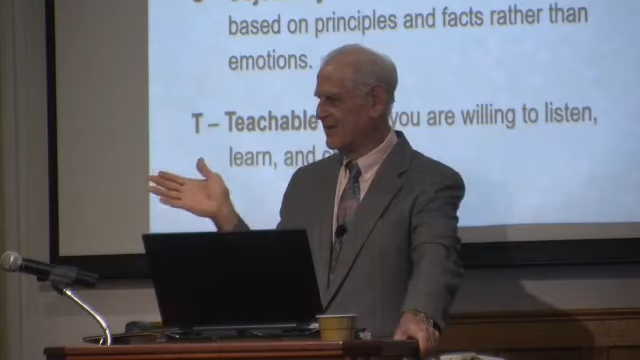 based on principles and facts rather than
emotions.
T – Teachable you are willing to listen,
learn, and